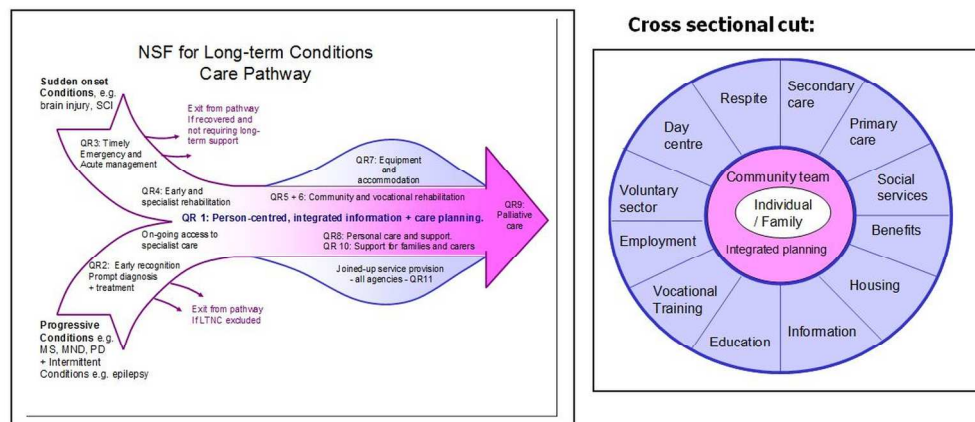 NSF for Long-term Conditions
Care Pathway
Sudden onset
Conditions, e.g.
brain injury, SCI
Exit from pathway
If recovered and
not requiring long-
term support
QR3: Timely
Emergency and
Acute management
QR7: Equipment
and
accommodation
QR4: Early and
specialist rehabilitation
QR5 + 6: Community and vocational rehabilitation
QR 1: Person-centred, integrated information + care planning.
QR9:
Palliative
care
On-going access to
specialist care
QR8: Personal care and support.
QR 10: Support for families and carers
QR2: Early recognition
Prompt diagnosis
+ treatment
Joined-up service provision
- all agencies - QR11
Exit from pathway
If LTNC excluded
Progressive
Conditions e.g.
MS, MND, PD
+ Intermittent
Conditions e.g. epilepsy
Cross sectional cut:
Respite
Secondary
care
Day
centre
Primary
care
Voluntary
sector
Community team
Social
services
Individual
/ Family
Employment
Integrated planning
Benefits
Vocational
Training
Housing
Education
Information